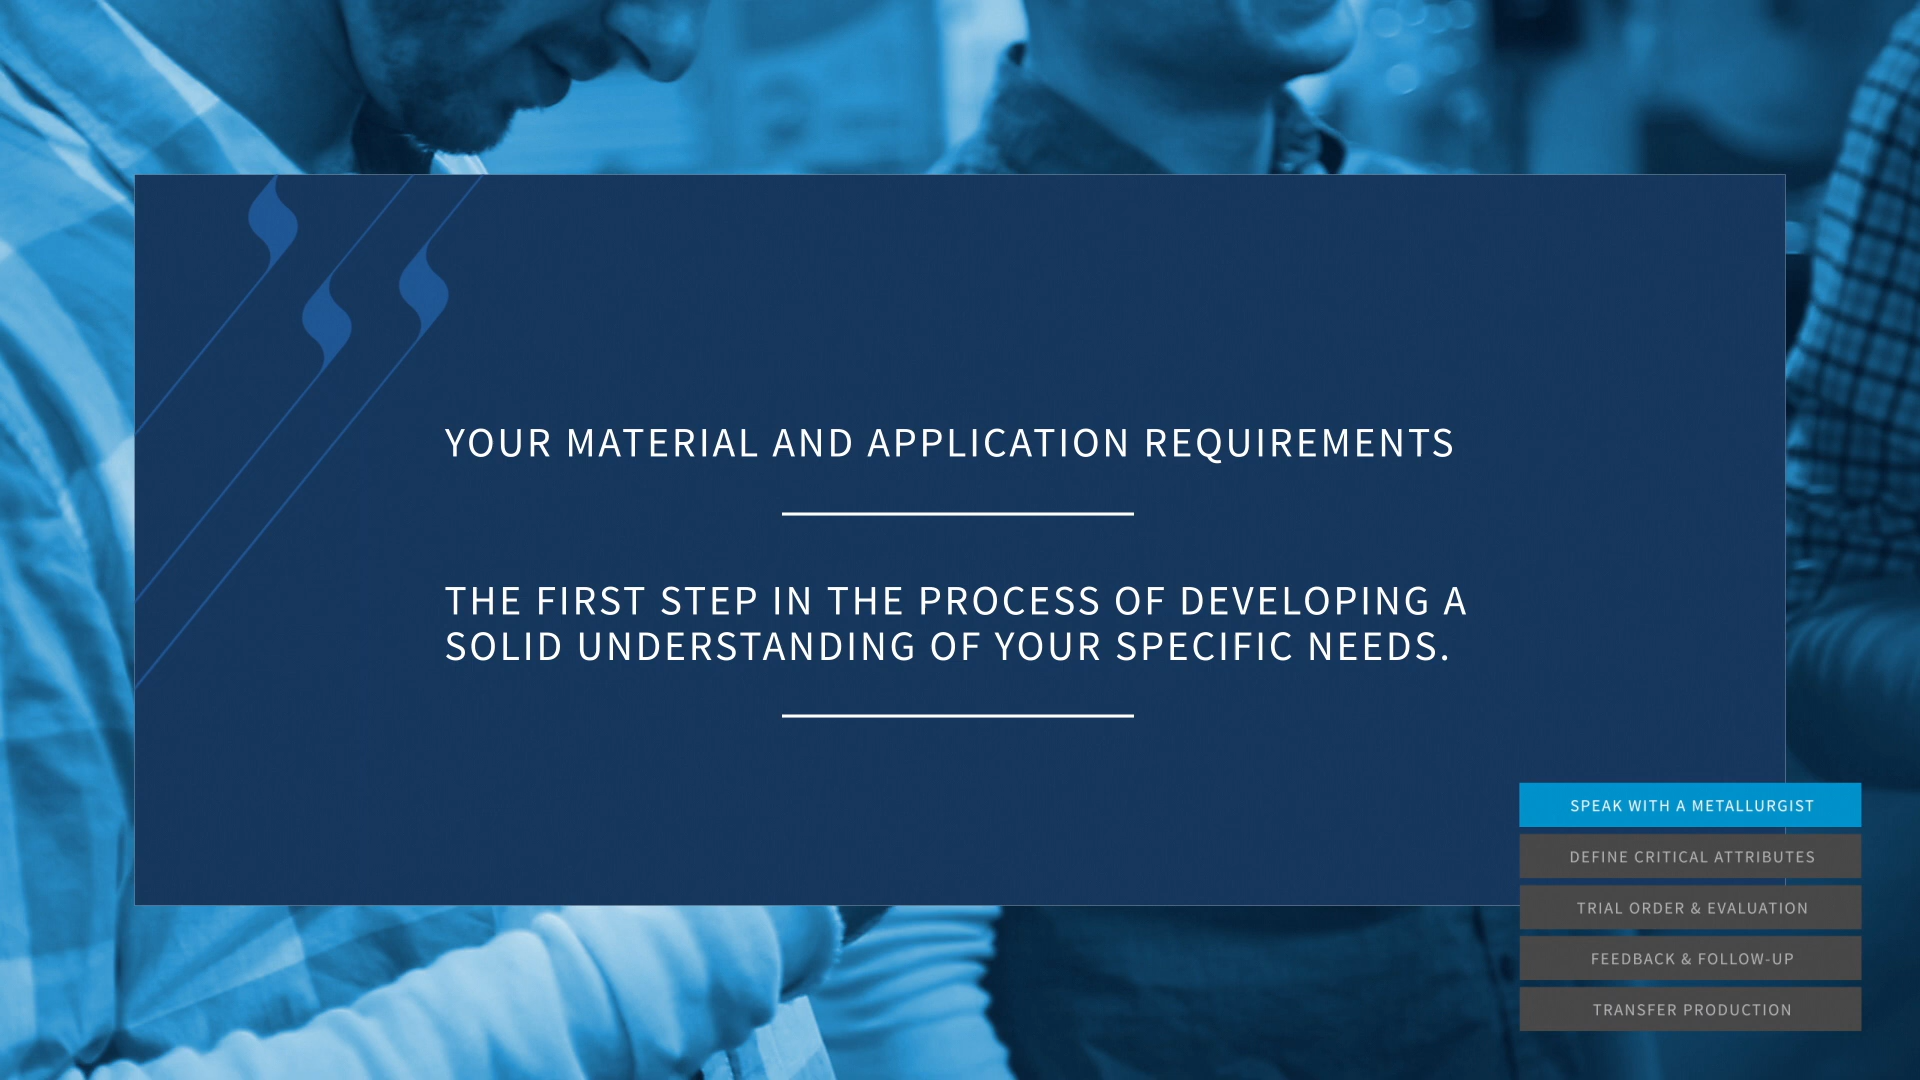 YOUR MATERIAL AND APPLICATION REQUIREMENTS
THE FIRST STEP IN THE PROCESS OF DEVELOPING A
SOLID UNDERSTANDING OF YOUR SPECIFIC NEEDS.
SPEAK WITH A METALLURGIST
DEFINE CRITICAL ATTRIBUTES
TRIAL ORDER & EVALUATION
FEEDBACK & FOLLOW-UP
TRANSFER PRODUCTION